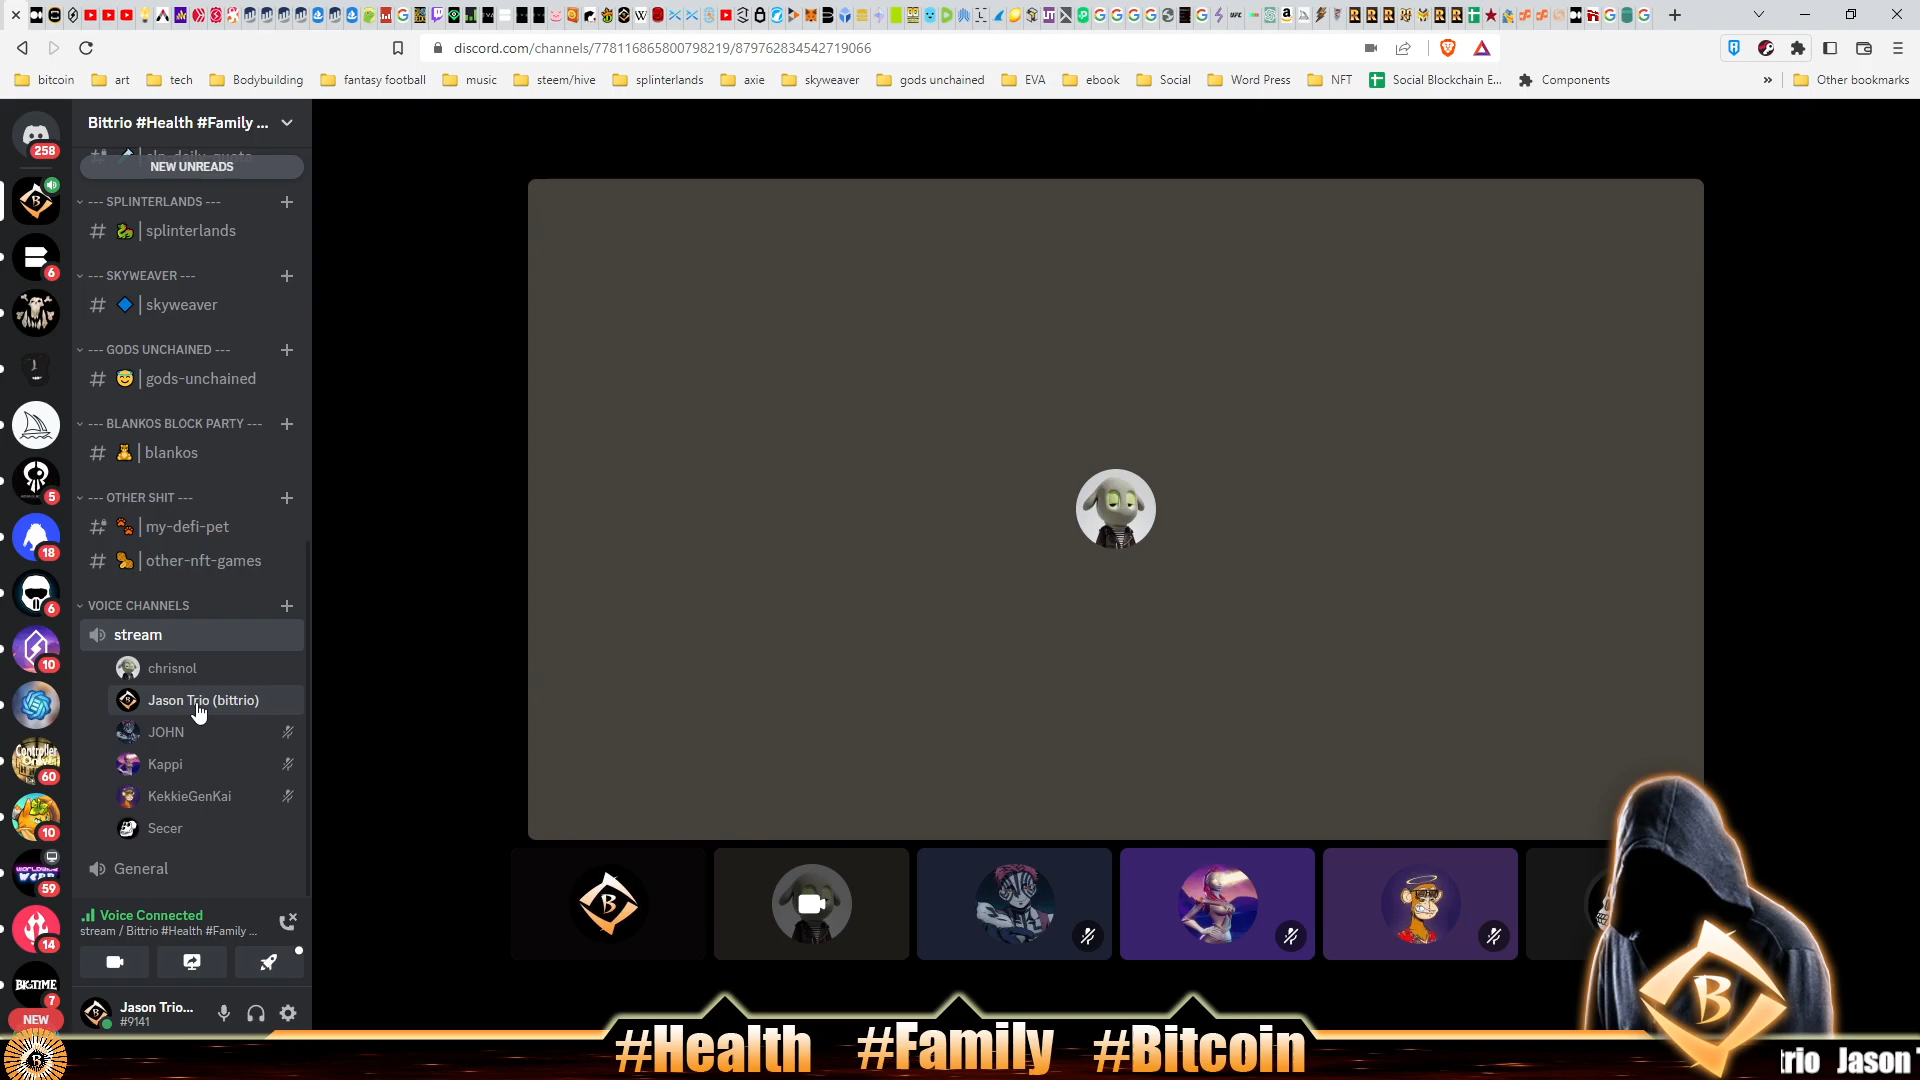 discord.com/channels/778116865800798219/879762834542719066
bitcoin
art
tech
Bodybuilding
fantasy football
music
steem/hive
splinterlands
axie
skyweaver
gods unchained
EVA
ebook
Social
Word Press
NFT
Social Blockchain E...
Components
»
Other bookmarks
258
6
5
18
6
10
60
10
59
14
BIGTIME
7
NEW
Bittrio #Health #Family ...
NEW UNREADS
--- SPLINTERLANDS ---
# | splinterlands
--- SKYWEAVER ---
# | skyweaver
--- GODS UNCHAINED ---
# | gods-unchained
--- BLANKOS BLOCK PARTY ---
# | blankos
--- OTHER SHIT ---
# | my-defi-pet
# | other-nft-games
VOICE CHANNELS
stream
chrisnol
Jason Trio (bittrio)
JOHN
Kappi
KekkieGenKai
Secer
General
Voice Connected
stream / Bittrio #Health #Family ...
Jason Trio...
#9141
B
B
#Health #Family #Bitcoin
rio Jason